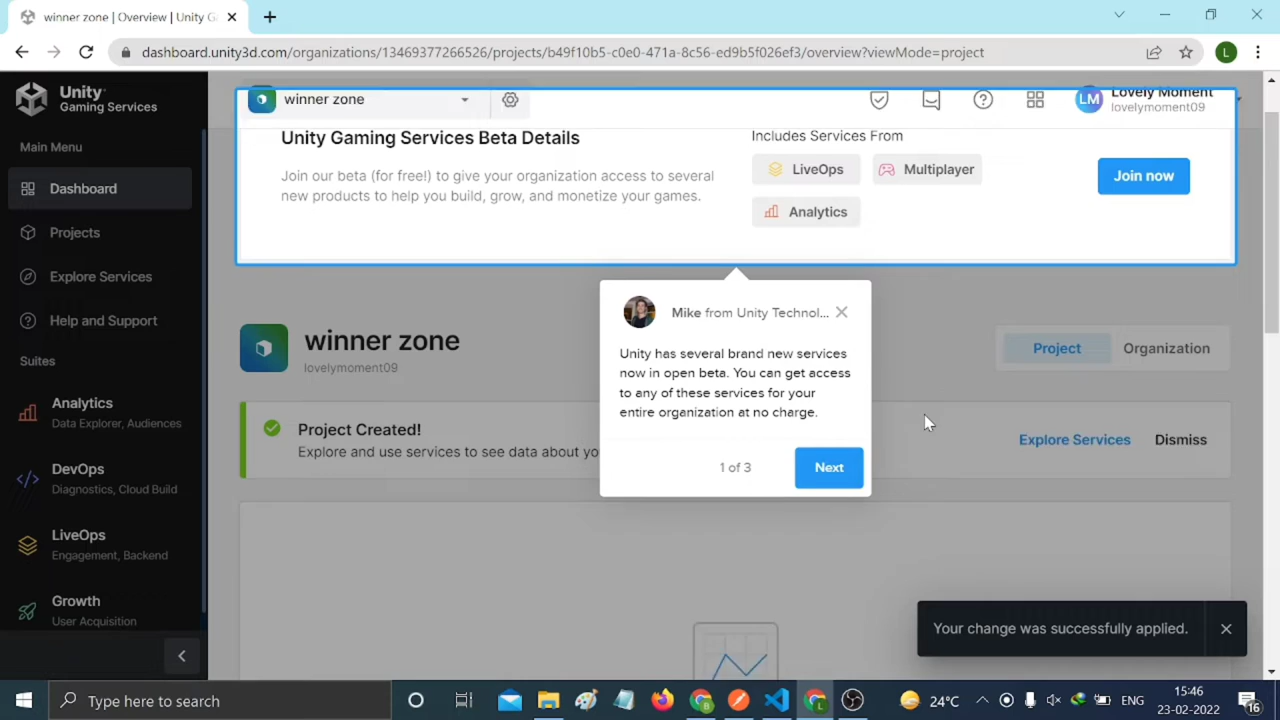 winner zone | Overview | Unity G
dashboard.unity3d.com/organizations/13469377266526/projects/b49f10b5-c0e0-471a-8c56-ed9b5f026ef3/overview?viewMode=project
L
Unity
Gaming Services
winner zone
LM
Lovely Moment
lovelymoment09
Main Menu
Dashboard
Projects
Explore Services
Help and Support
Suites
Analytics
Data Explorer, Audiences
DevOps
Diagnostics, Cloud Build
LiveOps
Engagement, Backend
Growth
User Acquisition
Unity Gaming Services Beta Details
Join our beta (for free!) to give your organization access to several
new products to help you build, grow, and monetize your games.
Includes Services From
LiveOps
Multiplayer
Analytics
Join now
winner zone
lovelymoment09
Project
Organization
Mike from Unity Technol...
Unity has several brand new services
now in open beta. You can get access
to any of these services for your
entire organization at no charge.
1 of 3
Next
Project Created!
Explore and use services to see data about yo
Explore Services
Dismiss
Your change was successfully applied.
Type here to search
B
L
24°C
ENG
15:46
23-02-2022
16